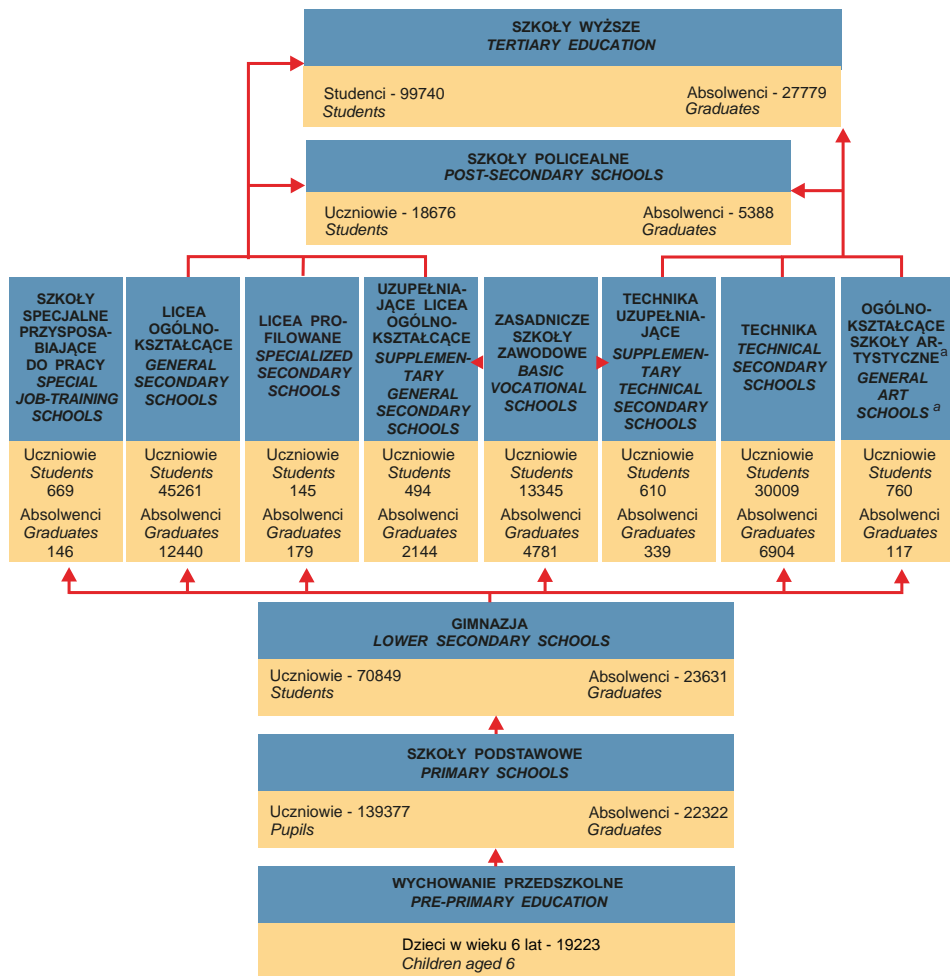 SZKOŁY WYŻSZE
TERTIARY EDUCATION
Studenci - 99740
Students
Absolwenci - 27779
Graduates
SZKOŁY POLICEALNE
POST-SECONDARY SCHOOLS
Uczniowie - 18676
Students
Absolwenci - 5388
Graduates
SZKOŁY
SPECJALNE
PRZYSPOSA-
BIAJĄCE
DO PRACY
SPECIAL
JOB-TRAINING
SCHOOLS
Uczniowie
Students
669
Absolwenci
Graduates
146
LICEA
OGÓLNO-
KSZTAŁCĄCE
GENERAL
SECONDARY
SCHOOLS
Uczniowie
Students
45261
Absolwenci
Graduates
12440
LICEA PRO-
FILOWANE
SPECIALIZED
SECONDARY
SCHOOLS
Uczniowie
Students
145
Absolwenci
Graduates
179
UZUPEŁNIA-
JĄCE LICEA
OGÓLNO-
KSZTAŁCĄCE
SUPPLEMEN-
TARY
GENERAL
SECONDARY
SCHOOLS
Uczniowie
Students
494
Absolwenci
Graduates
2144
ZASADNICZE
SZKOŁY
ZAWODOWE
BASIC
VOCATIONAL
SCHOOLS
Uczniowie
Students
13345
Absolwenci
Graduates
4781
TECHNIKA
UZUPEŁNIA-
JĄCE
SUPPLEMEN-
TARY
TECHNICAL
SECONDARY
SCHOOLS
Uczniowie
Students
610
Absolwenci
Graduates
339
TECHNIKA
TECHNICAL
SECONDARY
SCHOOLS
Uczniowie
Students
30009
Absolwenci
Graduates
6904
OGÓLNO-
KSZTAŁCĄCE
SZKOŁY AR-
TYSTYCZNE a
GENERAL
ART
SCHOOLS a
Uczniowie
Students
760
Absolwenci
Graduates
117
GIMNAZJA
LOWER SECONDARY SCHOOLS
Uczniowie - 70849
Students
Absolwenci - 23631
Graduates
SZKOŁY PODSTAWOWE
PRIMARY SCHOOLS
Uczniowie - 139377
Pupils
Absolwenci - 22322
Graduates
WYCHOWANIE PRZEDSZKOLNE
PRE-PRIMARY EDUCATION
Dzieci w wieku 6 lat - 19223
Children aged 6